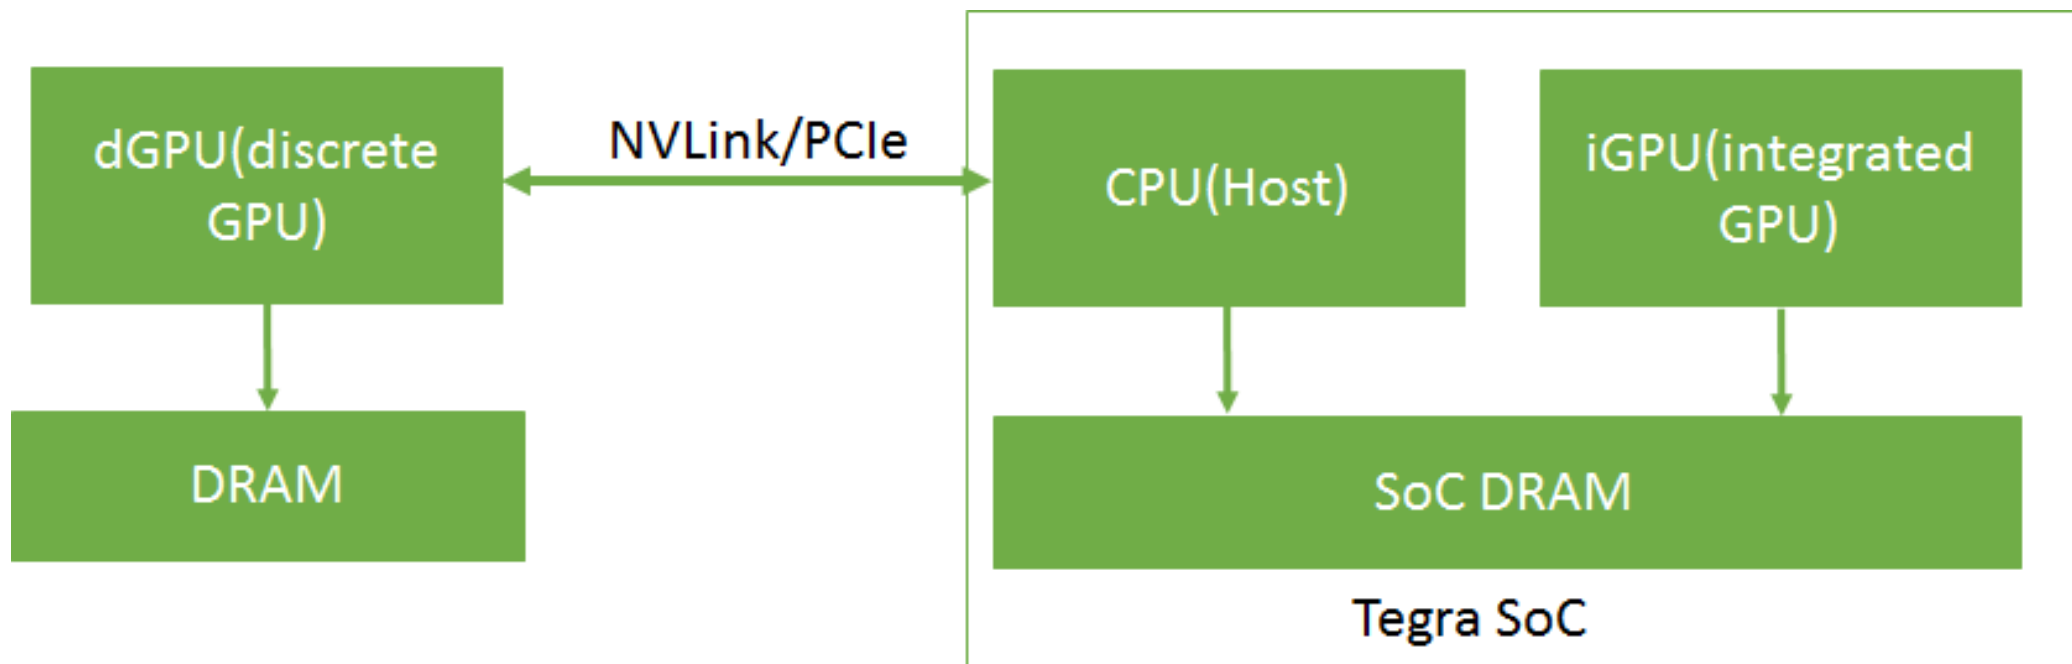 dGPU(discrete
GPU)
NVLink/PCIe
CPU(Host)
iGPU(integrated
GPU)
DRAM
SoC DRAM
Tegra SoC